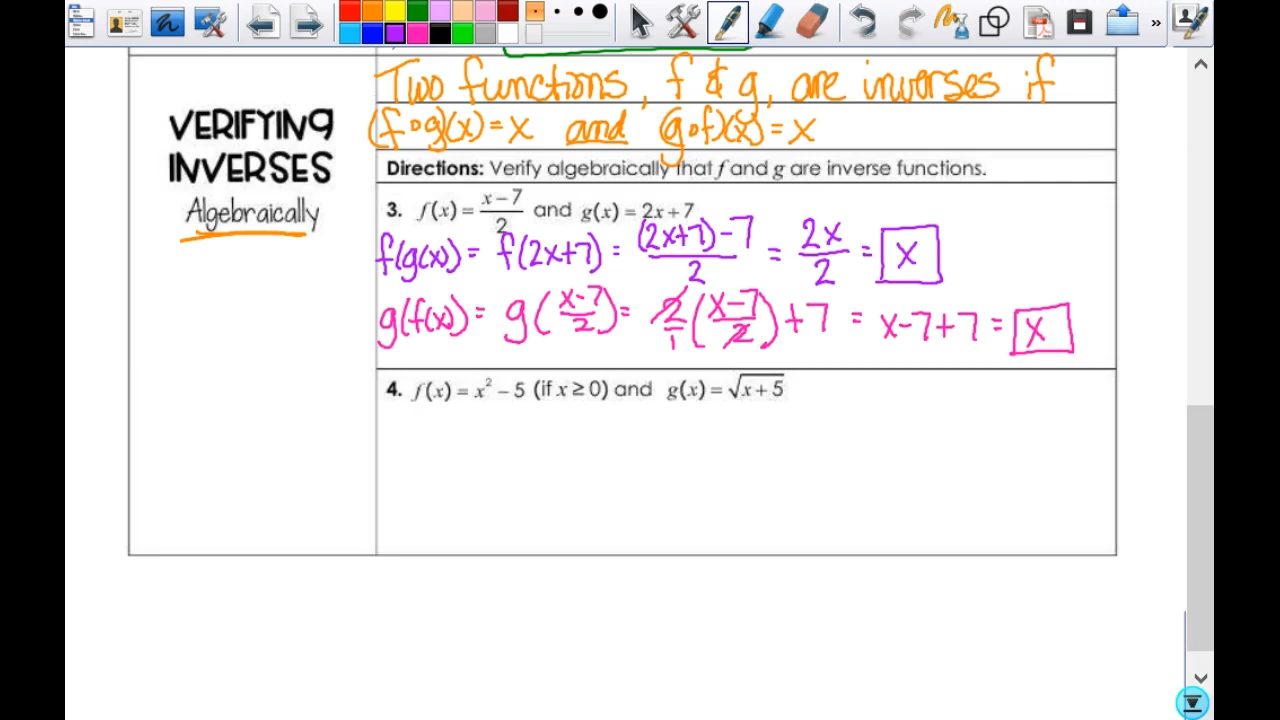 Two functions, f & g, are inverses if
(f∘g)(x) = x and (g∘f)(x) = x
VERIFYING
INVERSES
Algebraically
Directions: Verify algebraically that f and g are inverse functions.
3. f(x) = (x − 7)/2 and g(x) = 2x + 7
f(g(x)) = f(2x+7) = ((2x+7) − 7)/2 = 2x/2 = x
g(f(x)) = g((x-7)/2) = 2/1((x-7)/2) + 7 = x-7+7 = x
4. f(x) = x² − 5 (if x ≥ 0) and g(x) = √(x + 5)